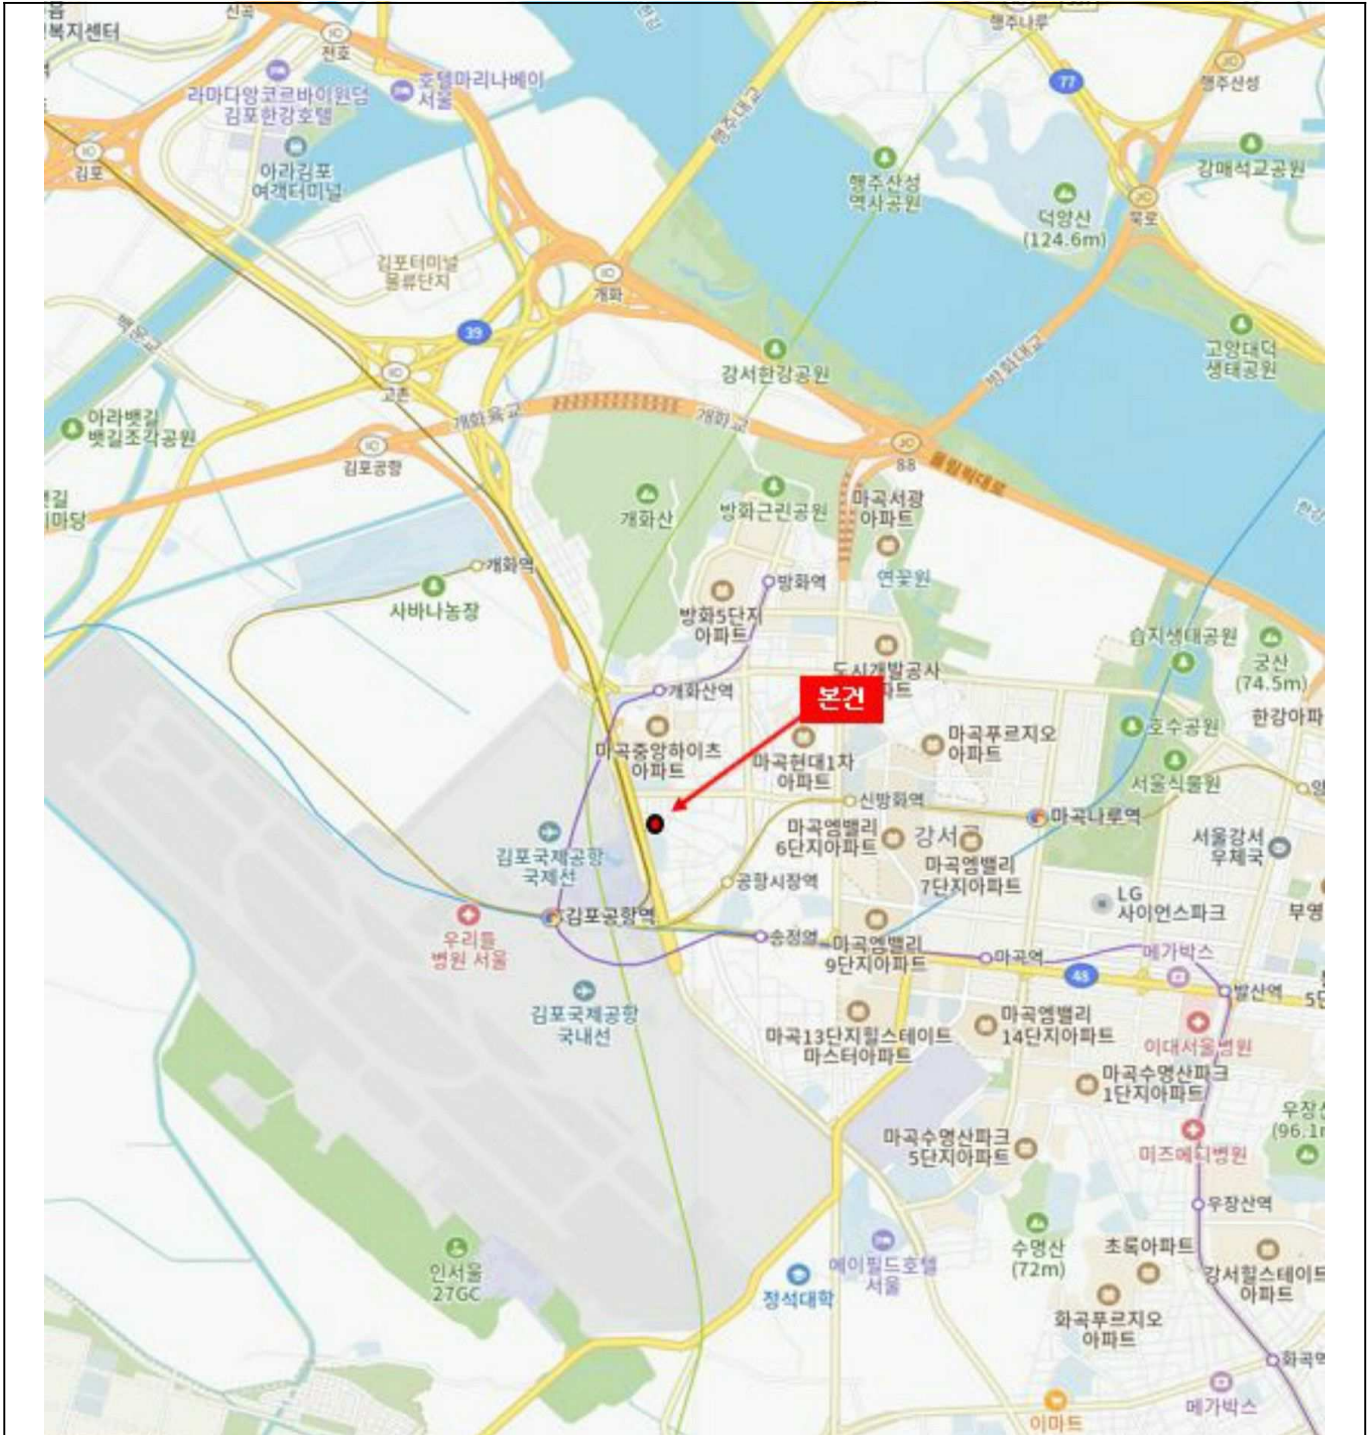 신곡
복지센터
전호
행주나루
77
행주산성
호텔마리나베이
서울
라마다앙코르바이윈덤
김포한강호텔
행주대교
한강
김포
아라김포
여객터미널
행주산성
역사공원
강매석교공원
덕양산
(124.6m)
북로
김포터미널
물류단지
개화
39
백운교
고촌
강서한강공원
방화대교
고양대덕
생태공원
아라뱃길
뱃길조각공원
개화육교
개화교
김포공항
88
올림픽대로
개화산
방화근린공원
마곡서광
아파트
개화역
방화역
연꽃원
사바나농장
방화5단지
아파트
습지생태공원
궁산
(74.5m)
도시개발공사
개화산역
본건
호수공원
한강아파
마곡중앙하이츠
아파트
마곡현대1차
아파트
마곡푸르지오
아파트
서울식물원
신방화역
마곡나루역
마곡엠밸리
6단지아파트
강서구
마곡엠밸리
7단지아파트
서울강서
우체국
김포국제공항
국제선
공항시장역
LG
사이언스파크
부영
김포공항역
우리들
병원 서울
송정역
마곡엠밸리
9단지아파트
마곡역
메가박스
48
발산역
김포국제공항
국내선
마곡13단지힐스테이트
마스터아파트
마곡엠밸리
14단지아파트
이대서울병원
마곡수명산파크
1단지아파트
우장산
(96.1m
마곡수명산파크
5단지아파트
미즈메디병원
우장산역
수명산
(72m)
초록아파트
강서힐스테이트
아파트
인서울
27GC
메이필드호텔
서울
정석대학
화곡푸르지오
아파트
화곡역
메가박스
이마트